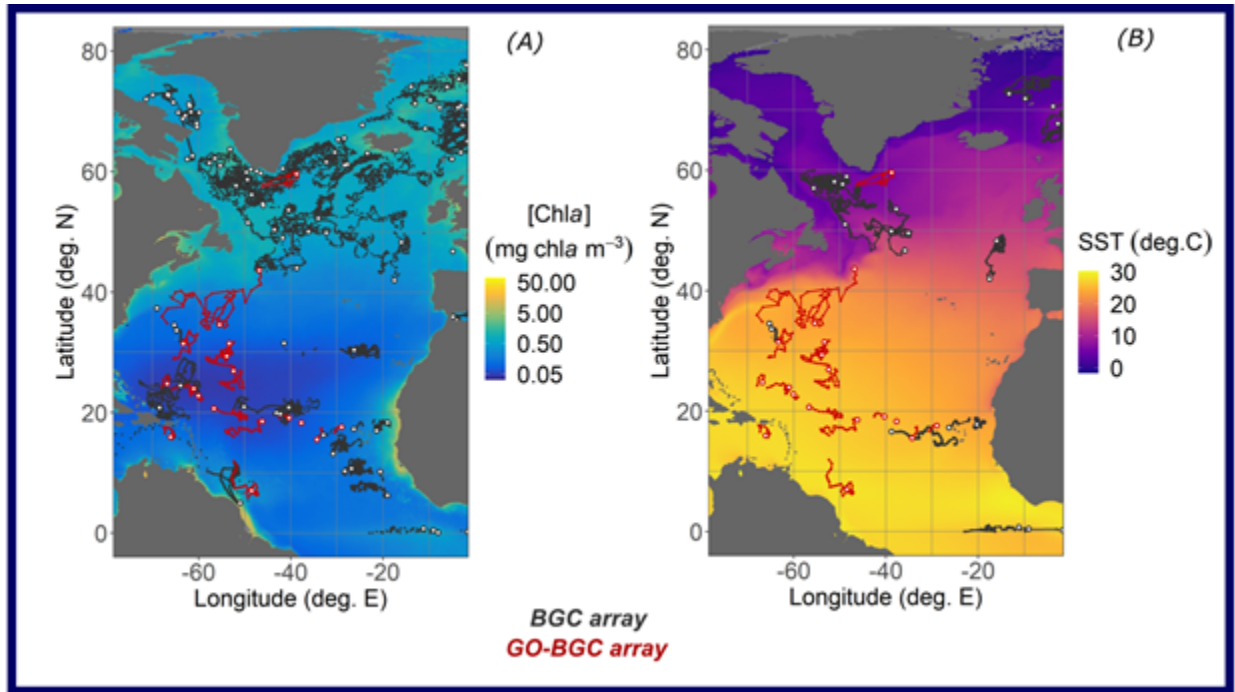 (A)
80
60
40
20
0
Latitude (deg. N)
-60 -40 -20
Longitude (deg. E)
[Chla]
(mg chla m⁻³)
50.00
5.00
0.50
0.05
(B)
80
60
40
20
0
Latitude (deg. N)
-60 -40 -20
Longitude (deg. E)
SST (deg.C)
30
20
10
0
BGC array
GO-BGC array